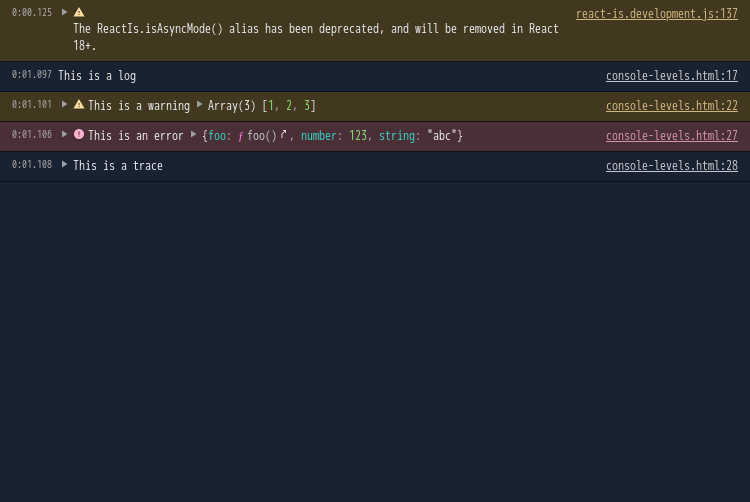 0:00.125 react-is.development.js:137
The ReactIs.isAsyncMode() alias has been deprecated, and will be removed in React
18+.
0:01.097 This is a log console-levels.html:17
0:01.101 This is a warning Array(3) [1, 2, 3] console-levels.html:22
0:01.106 This is an error {foo: ƒ foo(), number: 123, string: "abc"} console-levels.html:27
0:01.108 This is a trace console-levels.html:28